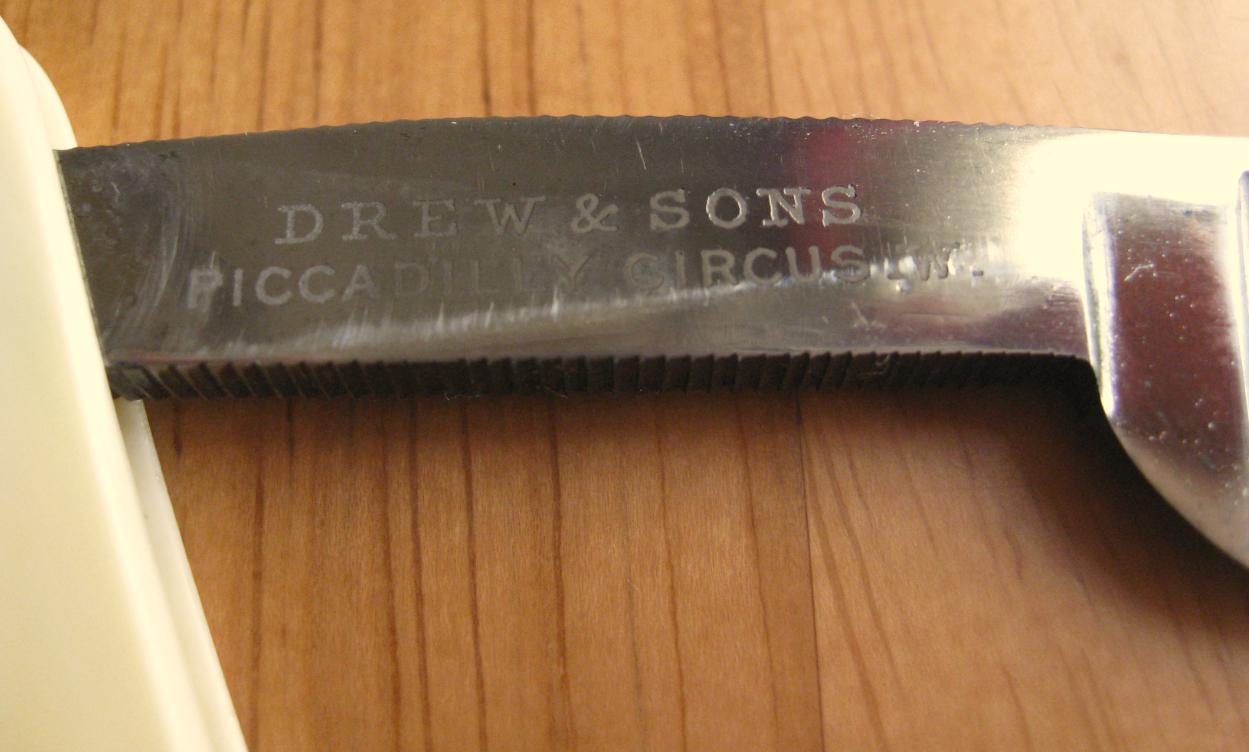 DREW & SONS
PICCADILLY CIRCUS, W.